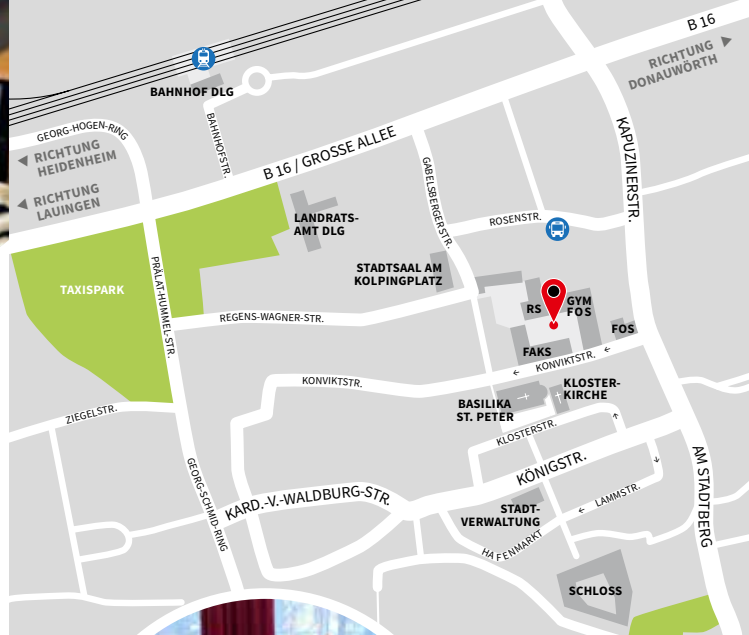 B 16
RICHTUNG
DONAUWÖRTH
BAHNHOF DLG
GEORG-HOGEN-RING
RICHTUNG
HEIDENHEIM
BAHNHOFSTR.
B 16 / GROSSE ALLEE
KAPUZINERSTR.
RICHTUNG
LAUINGEN
GABELSBERGERSTR.
LANDRATS-
AMT DLG
ROSENSTR.
TAXISPARK
PRÄLAT-HUMMEL-STR.
STADTSAAL AM
KOLPINGPLATZ
REGENS-WAGNER-STR.
RS
GYM
FOS
FOS
FAKS
KONVIKTSTR.
KONVIKTSTR.
KLOSTER-
KIRCHE
BASILIKA
ST. PETER
ZIEGELSTR.
KLOSTERSTR.
KÖNIGSTR.
GEORG-SCHMID-RING
KARD.-V.-WALDBURG-STR.
AM STADTBERG
LAMMSTR.
STADT-
VERWALTUNG
HAFENMARKT
SCHLOSS